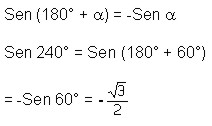 Sen (180° + α) = -Sen α
Sen 240° = Sen (180° + 60°)
= -Sen 60° = -√3/2